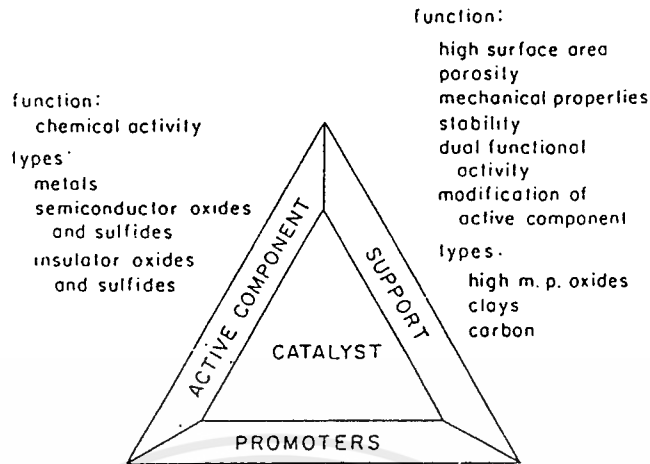 function:
chemical activity
types:
metals
semiconductor oxides
and sulfides
insulator oxides
and sulfides
function:
high surface area
porosity
mechanical properties
stability
dual functional
activity
modification of
active component
types.
high m. p. oxides
clays
carbon
ACTIVE COMPONENT
SUPPORT
CATALYST
PROMOTERS